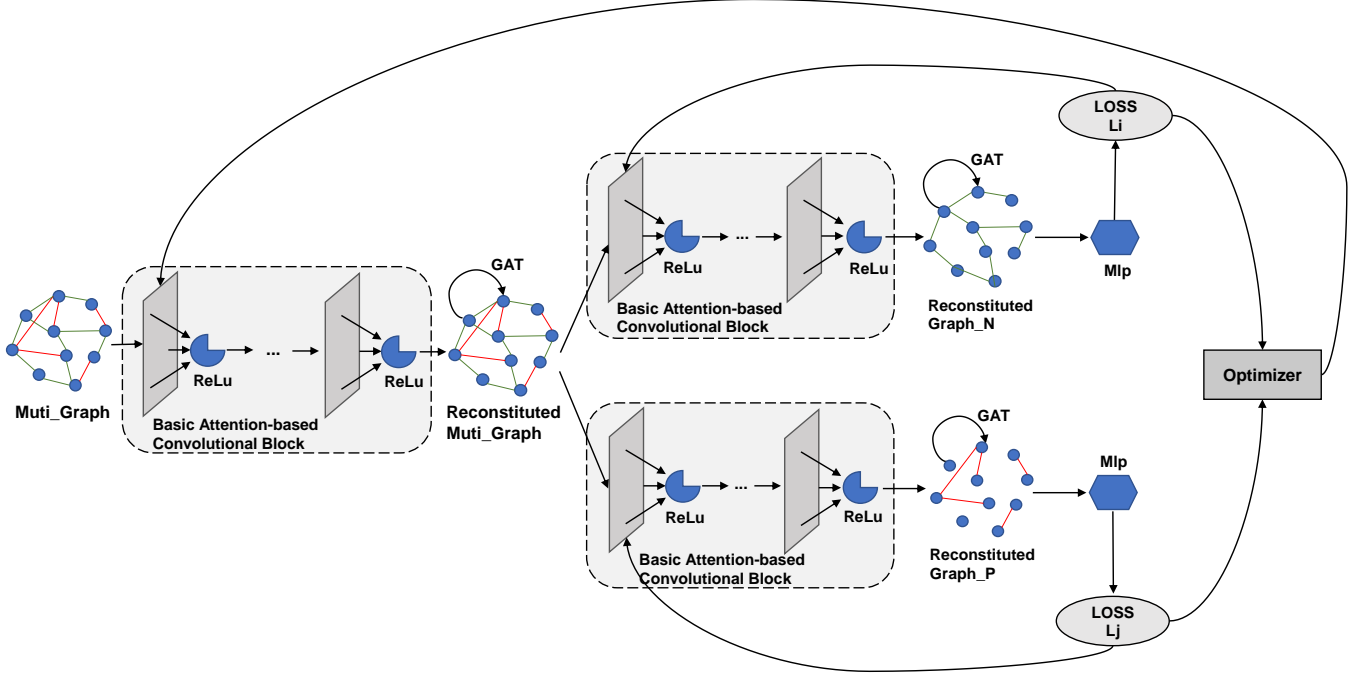 Muti_Graph
ReLu
...
ReLu
Basic Attention-based
Convolutional Block
GAT
Reconstituted
Muti_Graph
ReLu
...
ReLu
Basic Attention-based
Convolutional Block
GAT
Reconstituted
Graph_N
Mlp
LOSS
Li
ReLu
...
ReLu
Basic Attention-based
Convolutional Block
GAT
Reconstituted
Graph_P
Mlp
LOSS
Lj
Optimizer